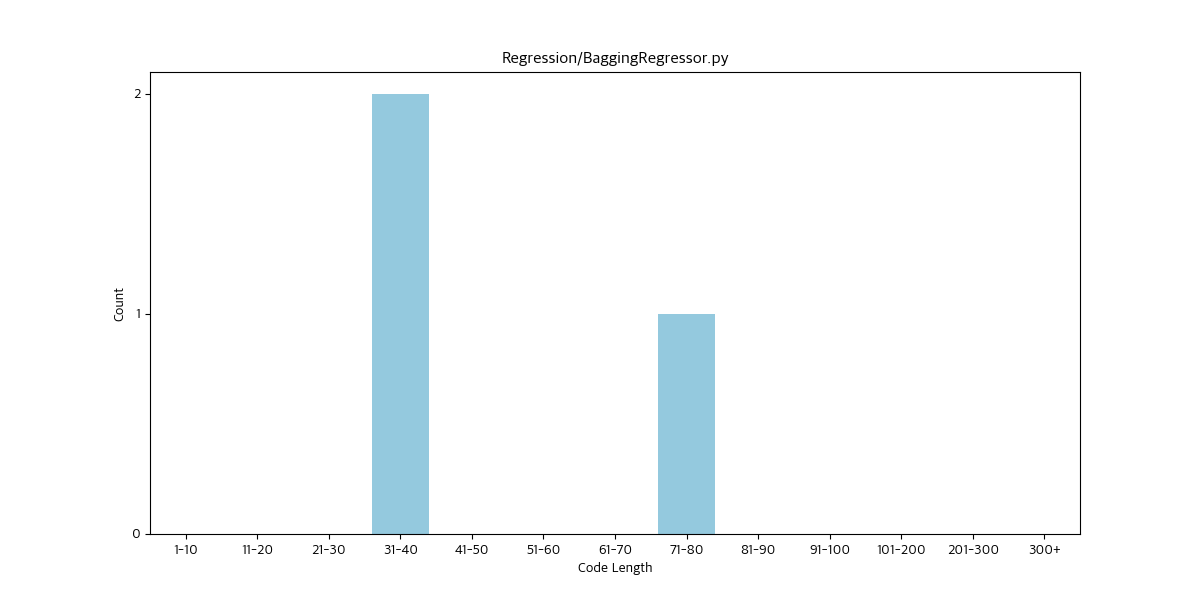 Regression/BaggingRegressor.py
Count
2
1
0
1-10 11-20 21-30 31-40 41-50 51-60 61-70 71-80 81-90 91-100 101-200 201-300 300+
Code Length